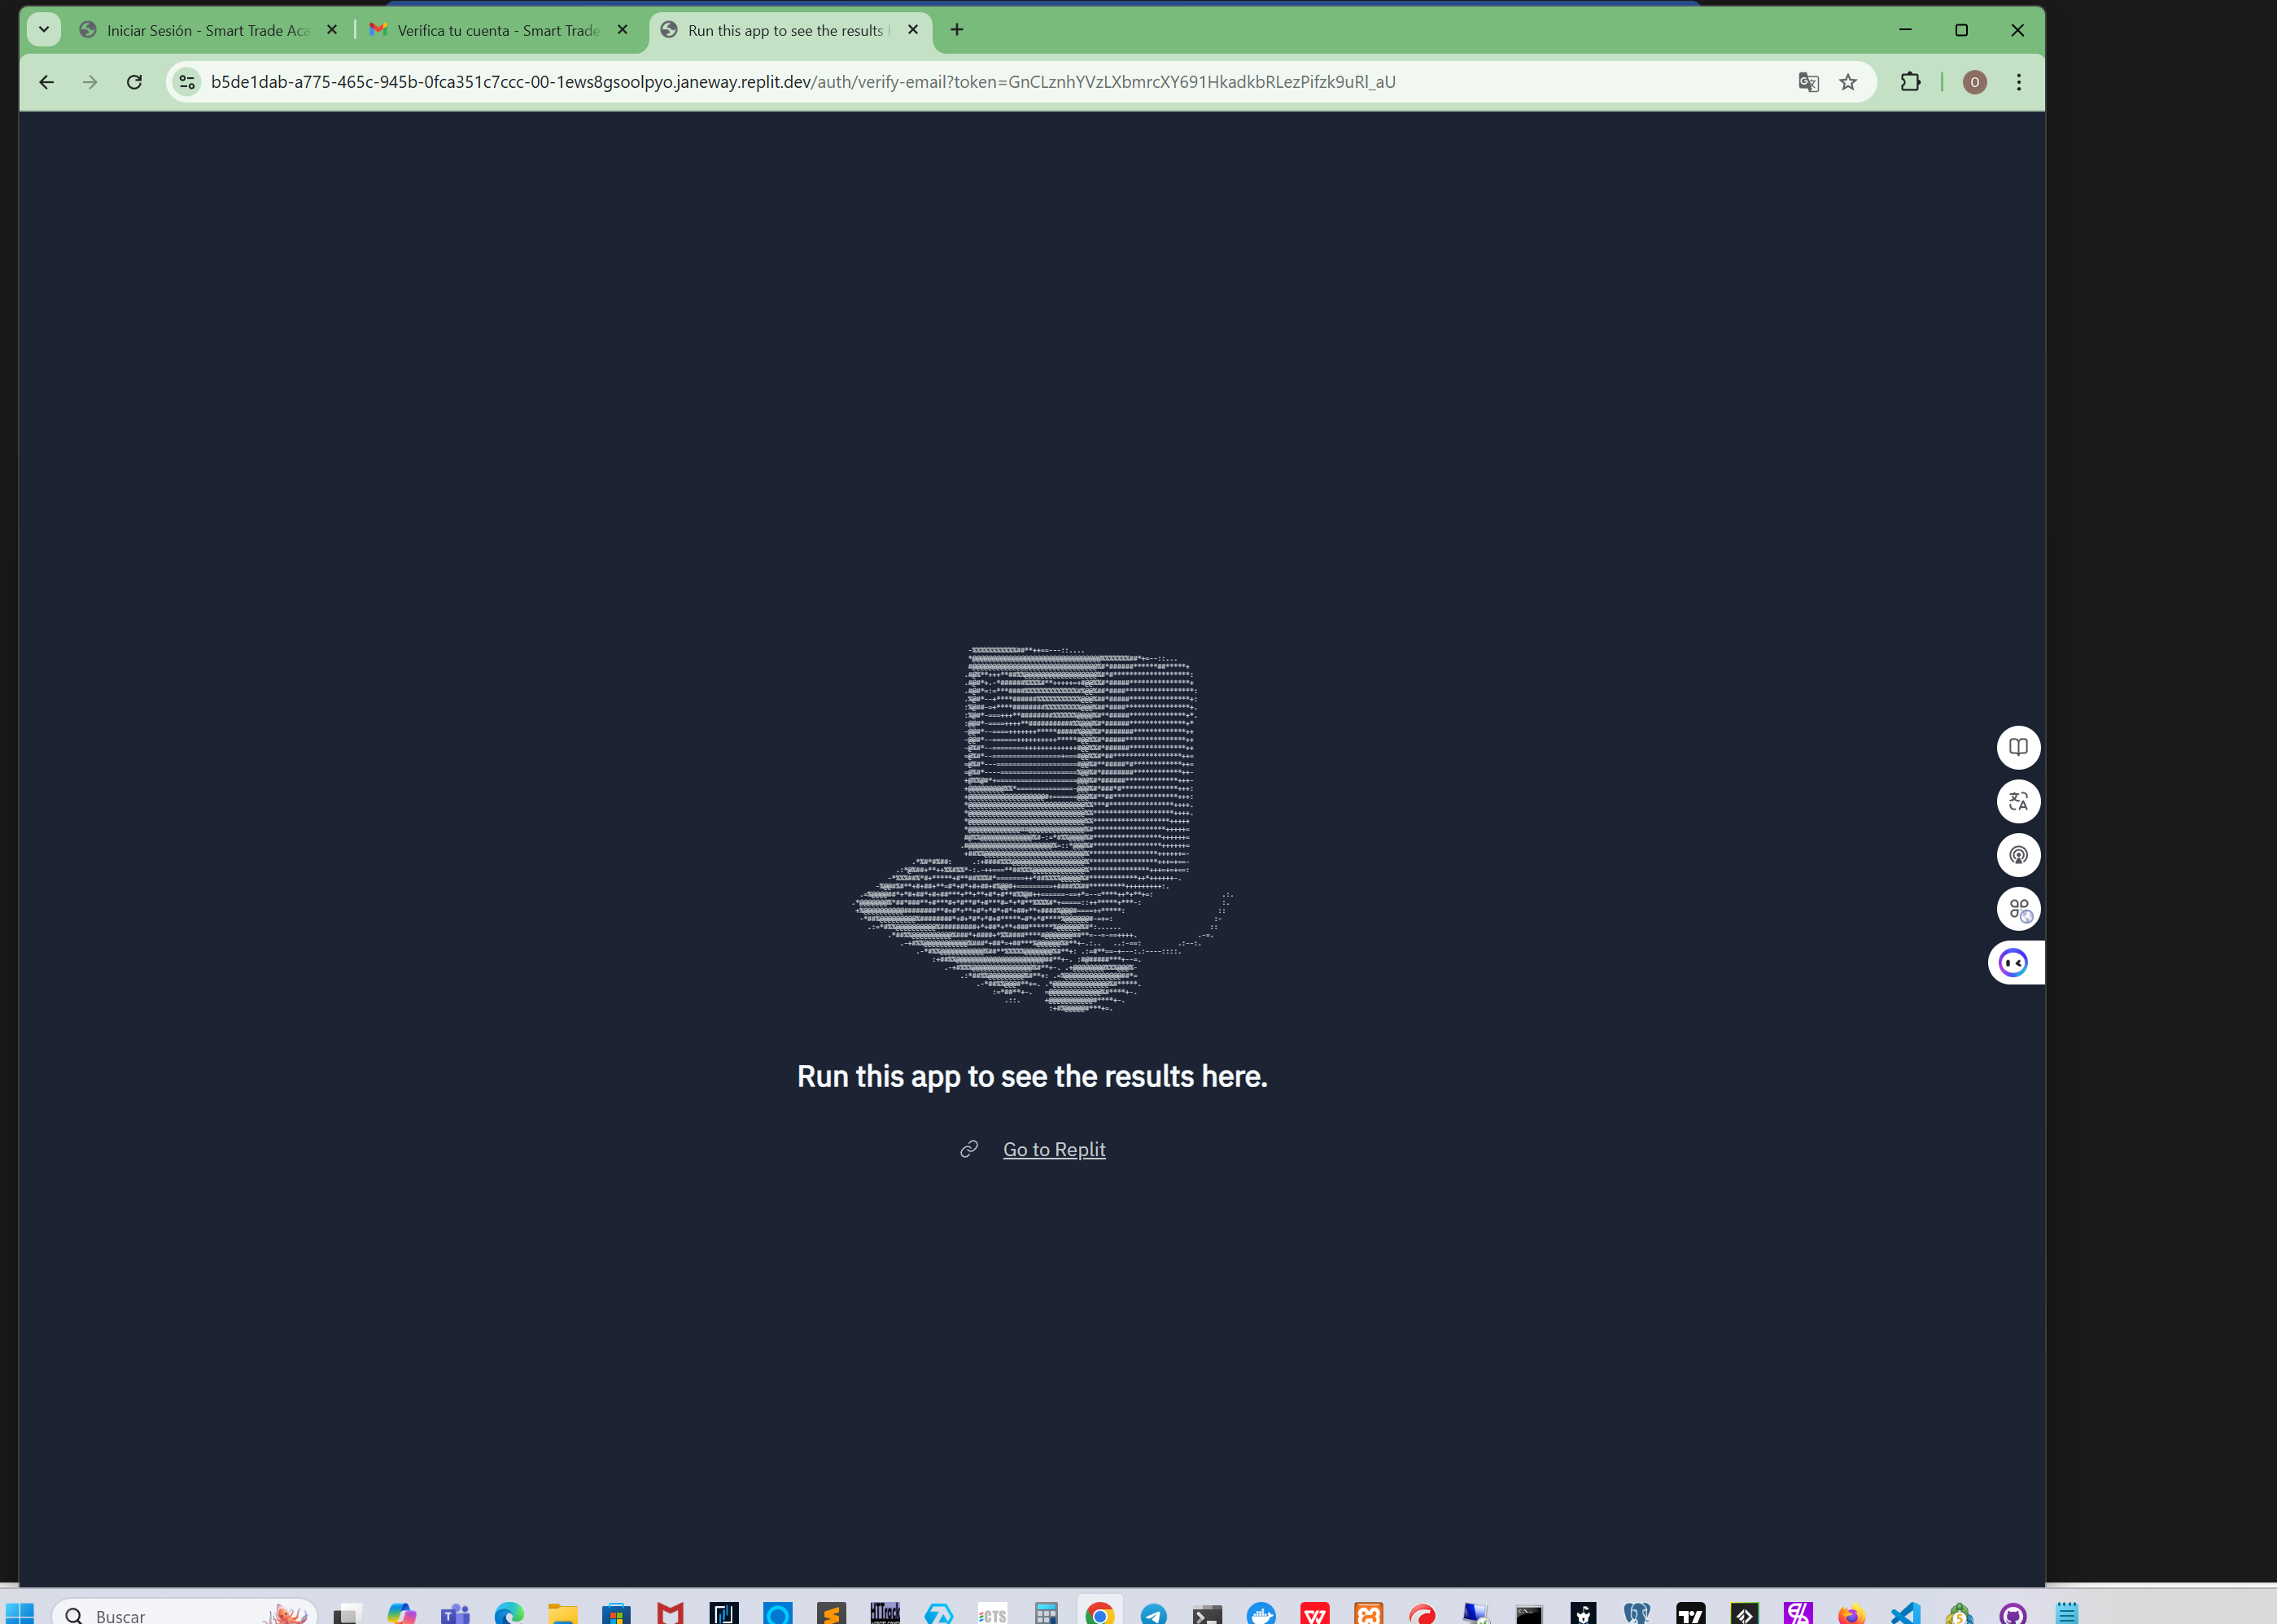 Iniciar Sesión - Smart Trade Aca
Verifica tu cuenta - Smart Trade
Run this app to see the results
b5de1dab-a775-465c-945b-0fca351c7ccc-00-1ews8gsoolpyo.janeway.replit.dev/auth/verify-email?token=GnCLznhYVzLXbmrcXY691HkadkbRLezPifzk9uRl_aU
O
Run this app to see the results here.
Go to Replit
Buscar